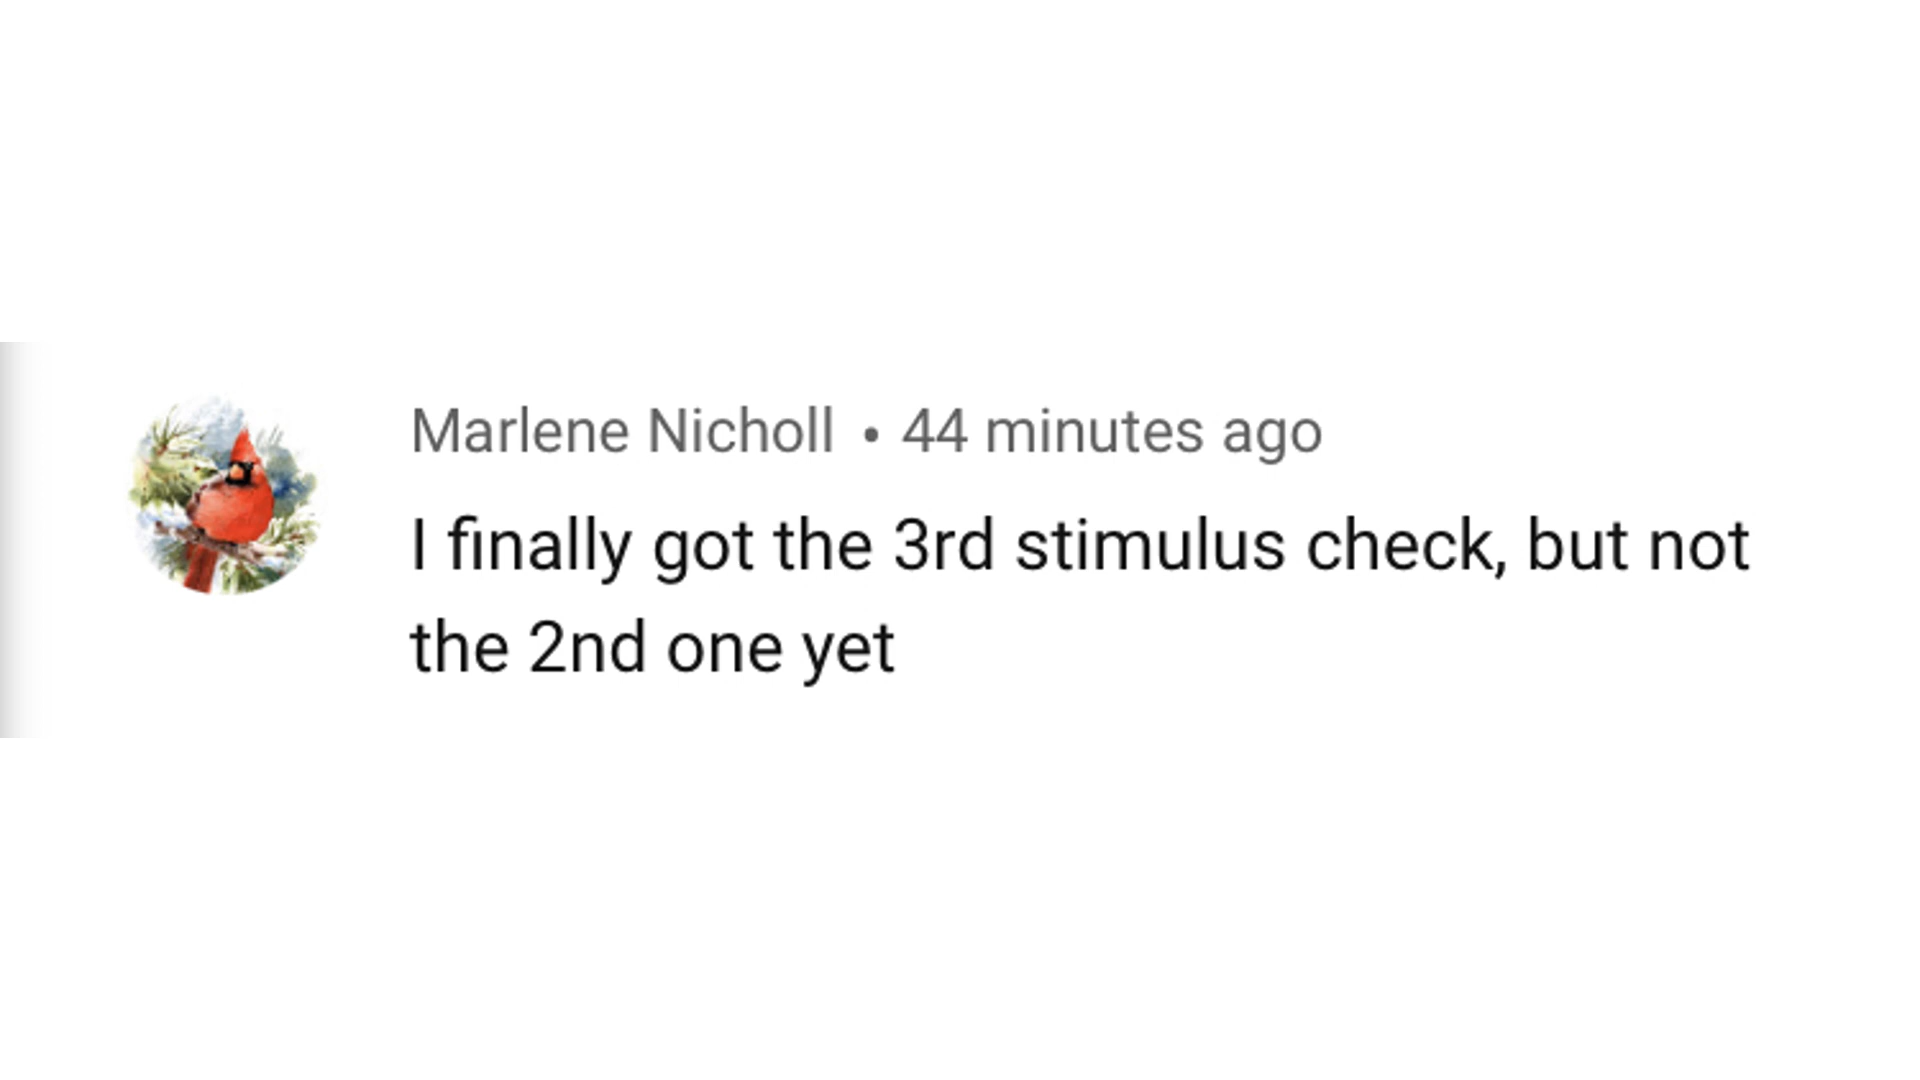 Marlene Nicholl • 44 minutes ago
I finally got the 3rd stimulus check, but not
the 2nd one yet